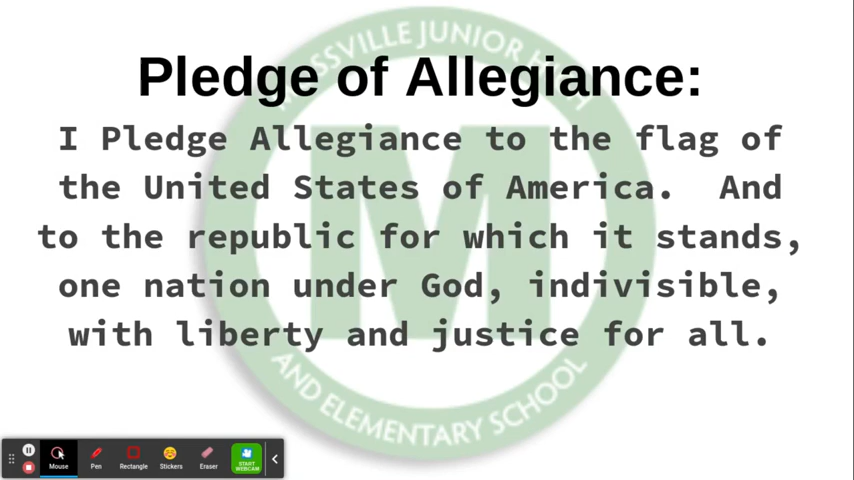 Pledge of Allegiance:
I Pledge Allegiance to the flag of
the United States of America. And
to the republic for which it stands,
one nation under God, indivisible,
with liberty and justice for all.
JUNIOR
M
AND ELEMENTARY SCHOOL
Mouse
Pen
Rectangle
Stickers
Eraser
START
WEBCAM